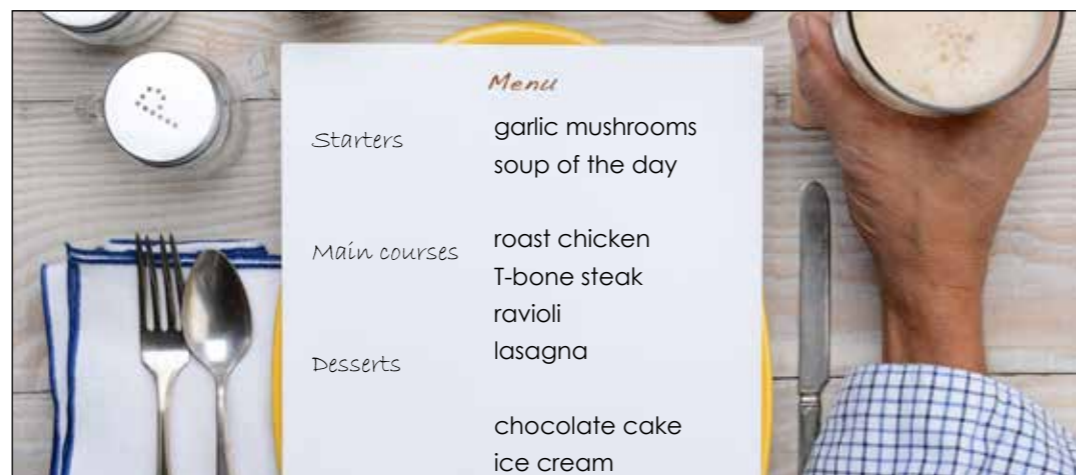 Menu
Starters
garlic mushrooms
soup of the day
Main courses
roast chicken
T-bone steak
ravioli
lasagna
Desserts
chocolate cake
ice cream